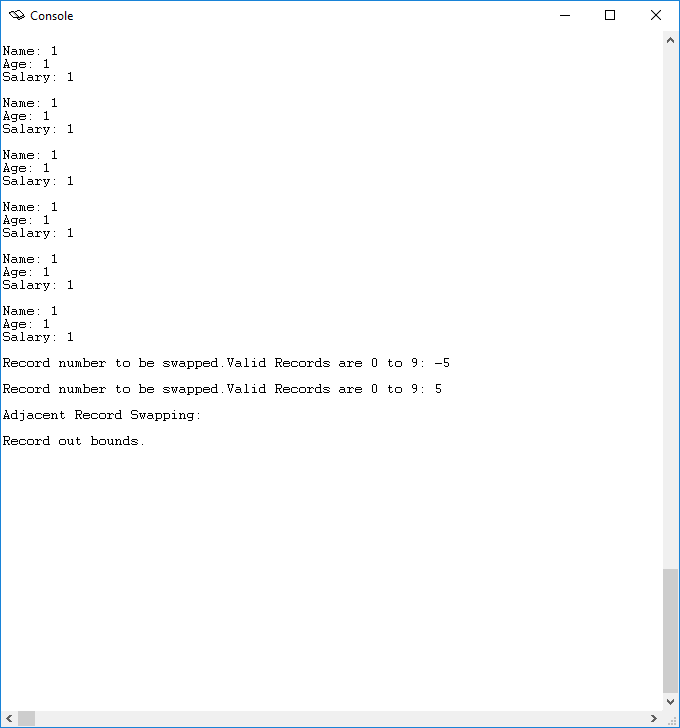 Console
Name: 1
Age: 1
Salary: 1
Name: 1
Age: 1
Salary: 1
Name: 1
Age: 1
Salary: 1
Name: 1
Age: 1
Salary: 1
Name: 1
Age: 1
Salary: 1
Name: 1
Age: 1
Salary: 1
Record number to be swapped.Valid Records are 0 to 9: -5
Record number to be swapped.Valid Records are 0 to 9: 5
Adjacent Record Swapping:
Record out bounds.